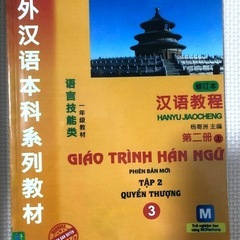 外汉语本科系列教材
语言技能类
一年级教材
修订本
汉语教程
HANYU JIAOCHENG
杨寄洲 主编
第二册 上
GIÁO TRÌNH HÁN NGỮ
PHIÊN BẢN MỚI
TẬP 2
QUYỂN THƯỢNG
3